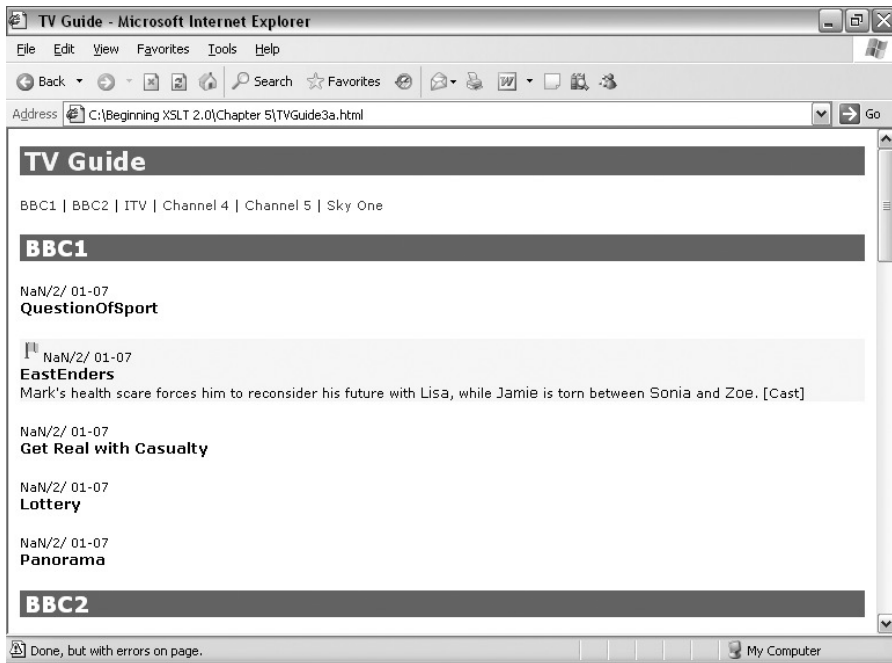 TV Guide - Microsoft Internet Explorer
File Edit View Favorites Tools Help
Back Search Favorites
Address C:\Beginning XSLT 2.0\Chapter 5\TVGuide3a.html Go
TV Guide
BBC1 | BBC2 | ITV | Channel 4 | Channel 5 | Sky One
BBC1
NaN/2/ 01-07
QuestionOfSport
NaN/2/ 01-07
EastEnders
Mark's health scare forces him to reconsider his future with Lisa, while Jamie is torn between Sonia and Zoe. [Cast]
NaN/2/ 01-07
Get Real with Casualty
NaN/2/ 01-07
Lottery
NaN/2/ 01-07
Panorama
BBC2
Done, but with errors on page. My Computer